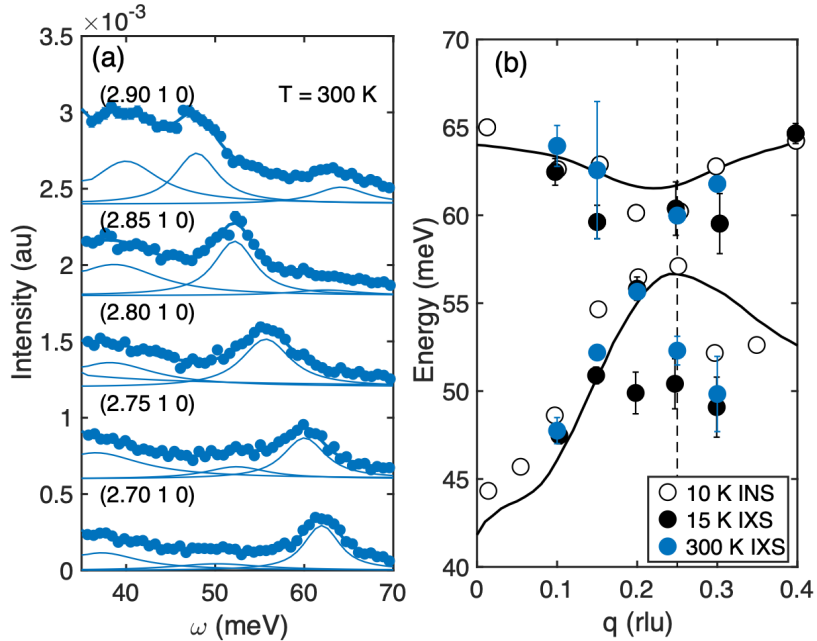 ×10⁻³
(a)
T = 300 K
3.5
3
2.5
2
1.5
1
0.5
0
Intensity (au)
(2.90 1 0)
(2.85 1 0)
(2.80 1 0)
(2.75 1 0)
(2.70 1 0)
40 50 60 70
ω (meV)
(b)
70
65
60
55
50
45
40
Energy (meV)
10 K INS
15 K IXS
300 K IXS
0 0.1 0.2 0.3 0.4
q (rlu)